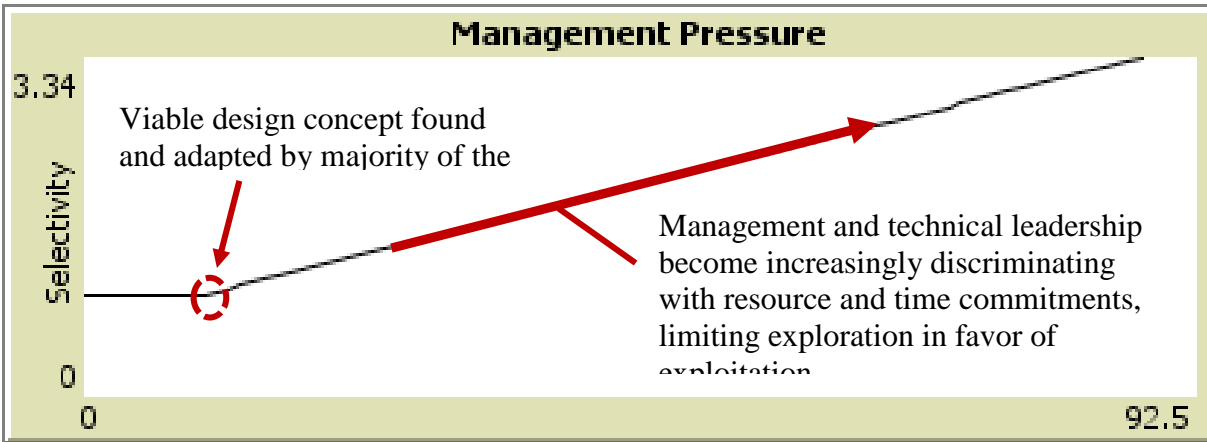 Management Pressure
3.34
Viable design concept found
and adapted by majority of the
Selectivity
Management and technical leadership
become increasingly discriminating
with resource and time commitments,
limiting exploration in favor of
exploitation
0
0
92.5